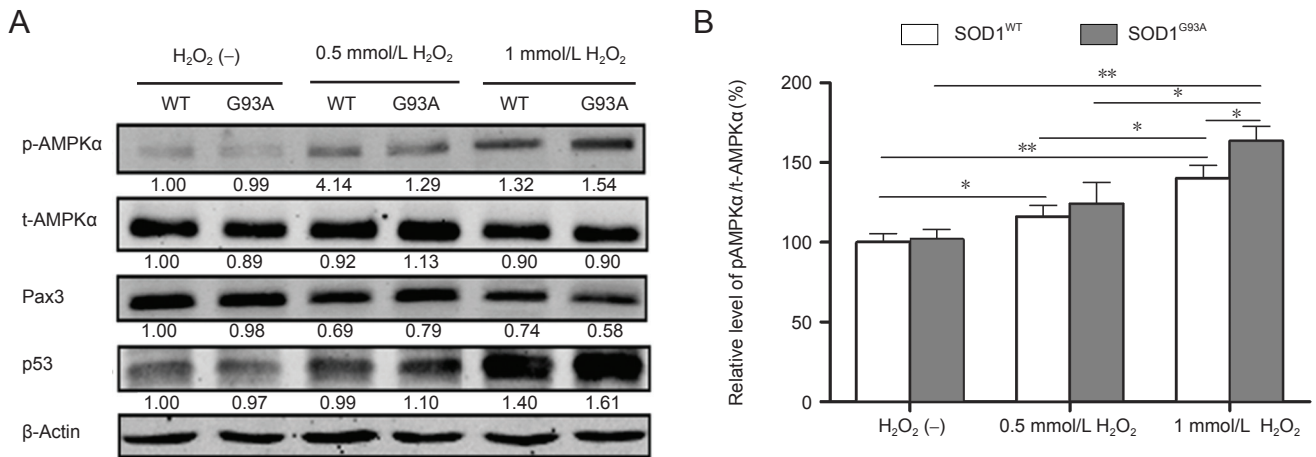 A
H₂O₂ (–) 0.5 mmol/L H₂O₂ 1 mmol/L H₂O₂
WT G93A WT G93A WT G93A
p-AMPKα
1.00 0.99 4.14 1.29 1.32 1.54
t-AMPKα
1.00 0.89 0.92 1.13 0.90 0.90
Pax3
1.00 0.98 0.69 0.79 0.74 0.58
p53
1.00 0.97 0.99 1.10 1.40 1.61
β-Actin
B
SOD1ᵂᵀ SOD1ᴳ⁹³ᴬ
Relative level of pAMPKα/t-AMPKα (%)
200
150
100
50
0
**
*
*
*
**
*
H₂O₂ (–) 0.5 mmol/L H₂O₂ 1 mmol/L H₂O₂